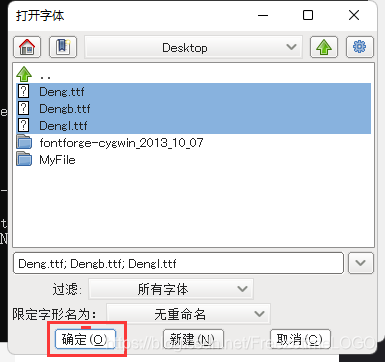 打开字体
Desktop
..
Deng.ttf
Dengb.ttf
Dengl.ttf
fontforge-cygwin_2013_10_07
MyFile
Deng.ttf; Dengb.ttf; Dengl.ttf
过滤: 所有字体
限定字形名为: 无重命名
确定(O) 新建(N) 取消(C)